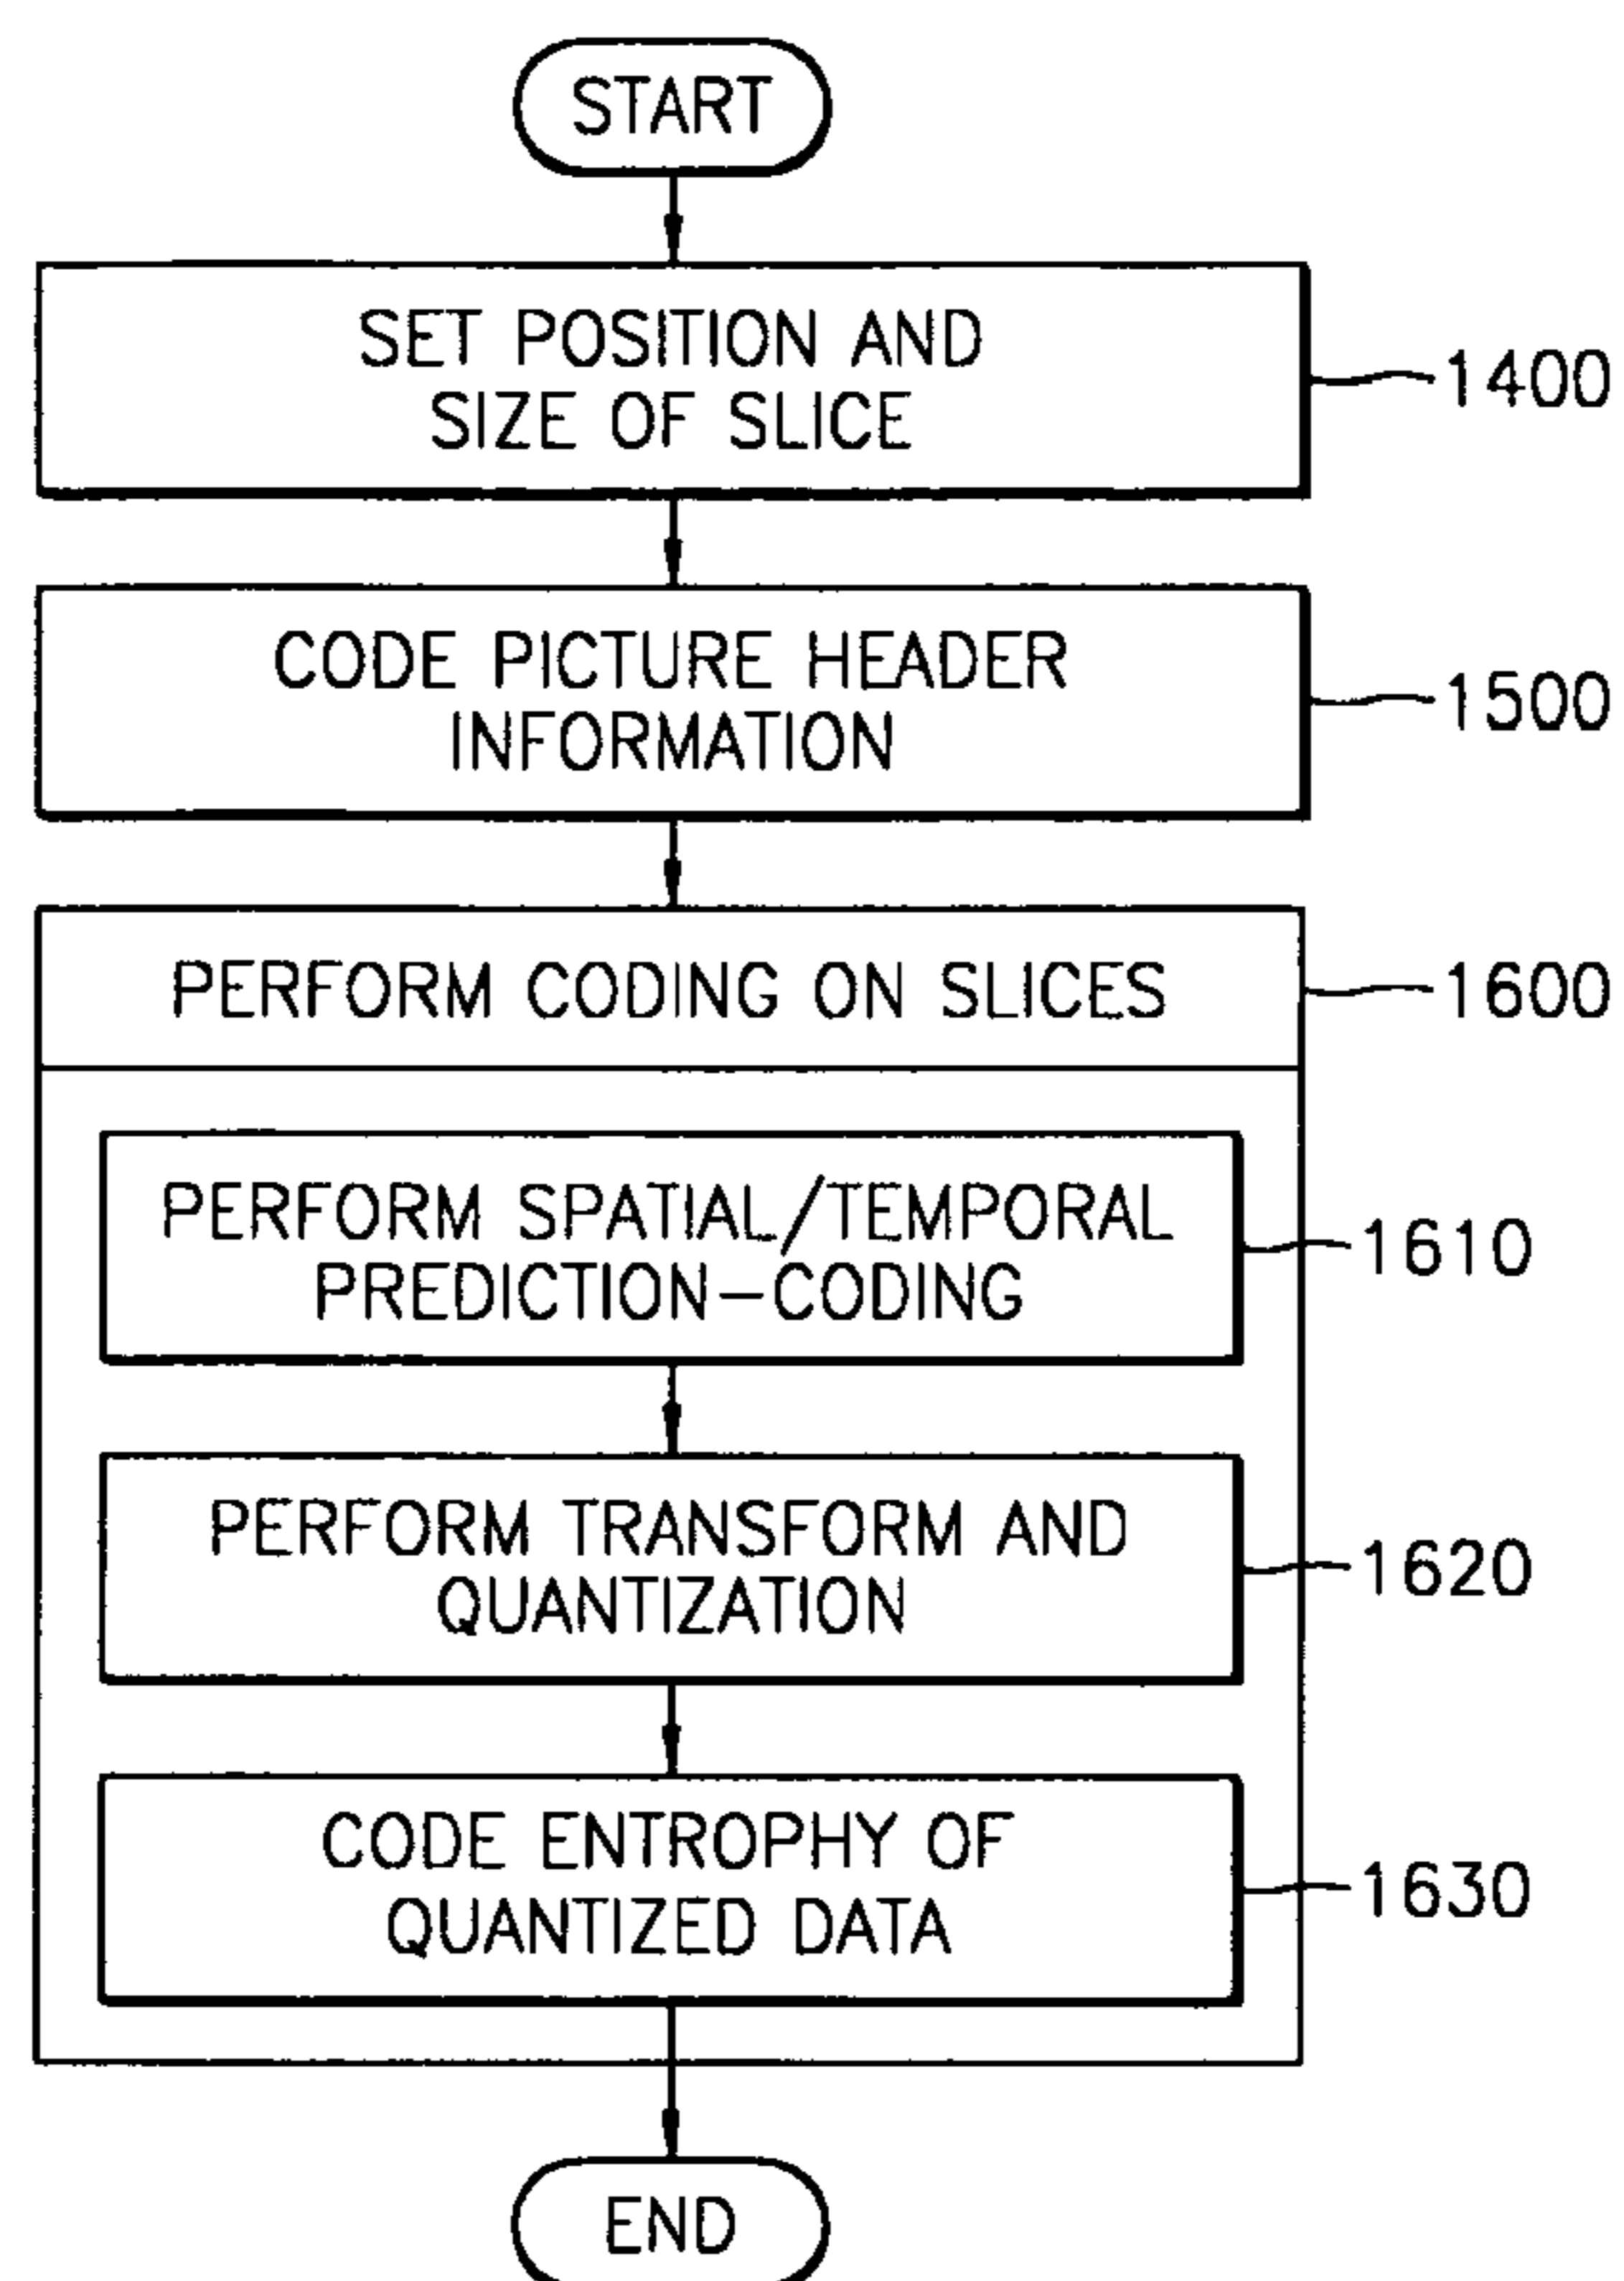 START
SET POSITION AND
SIZE OF SLICE
1400
CODE PICTURE HEADER
INFORMATION
1500
PERFORM CODING ON SLICES
1600
PERFORM SPATIAL/TEMPORAL
PREDICTION-CODING
1610
PERFORM TRANSFORM AND
QUANTIZATION
1620
CODE ENTROPHY OF
QUANTIZED DATA
1630
END